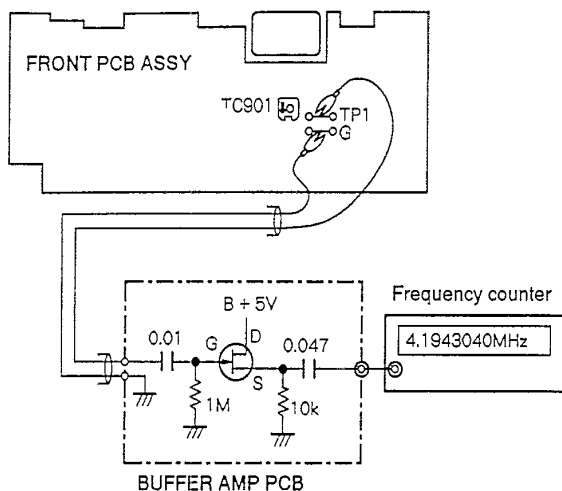 FRONT PCB ASSY
TC901
TP1
G
B + 5V
Frequency counter
4.1943040MHz
0.01
G
D
0.047
S
1M
10k
BUFFER AMP PCB